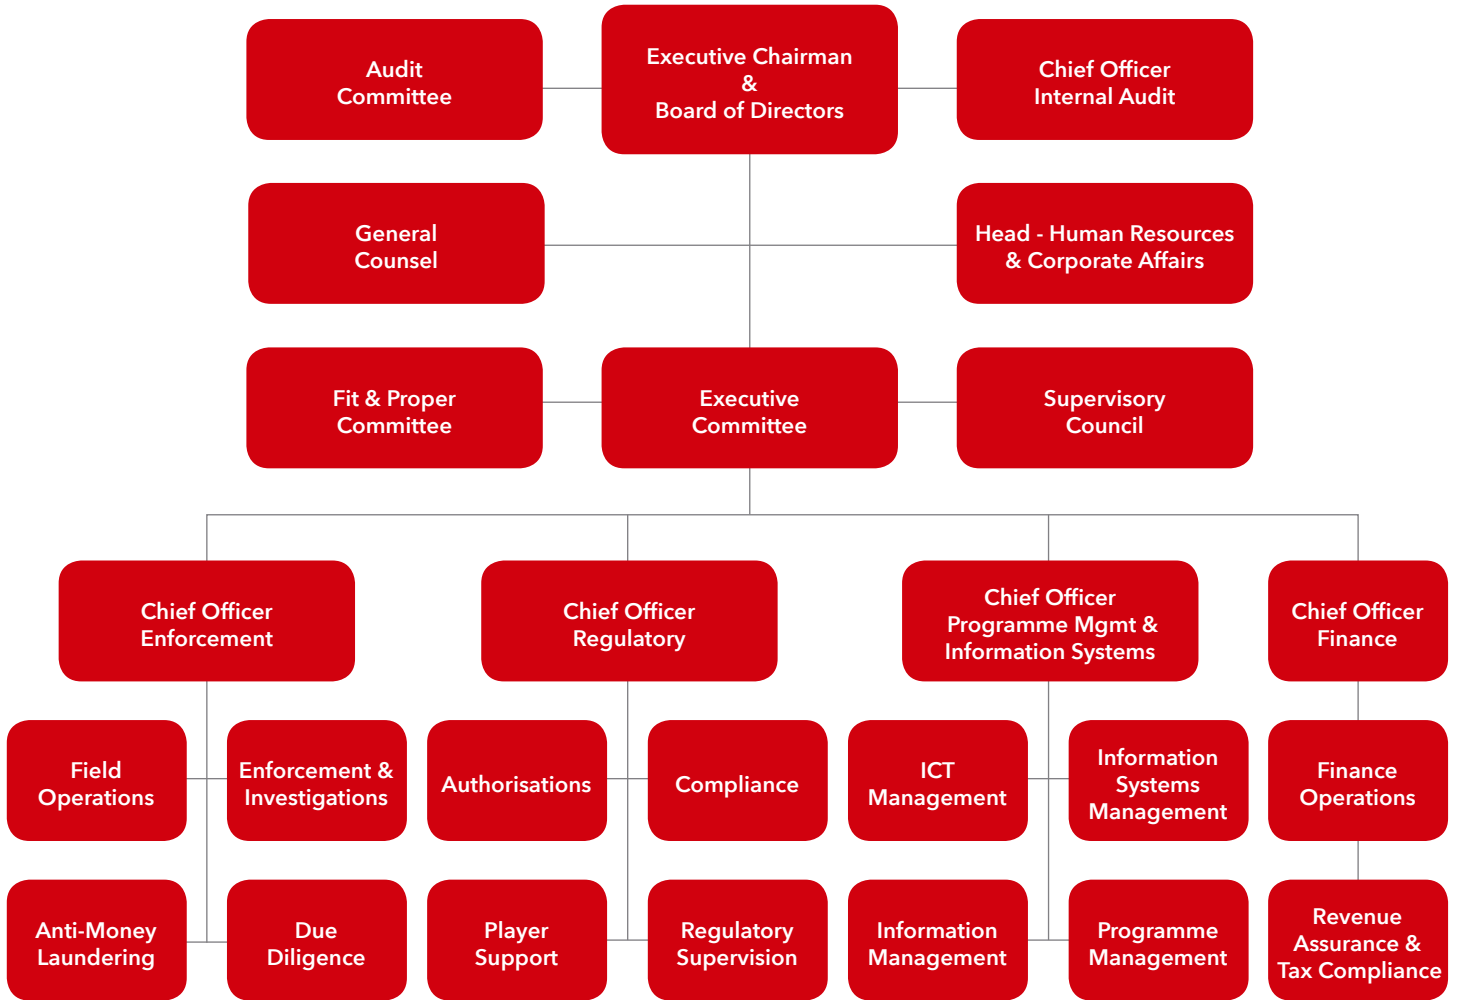 Audit
Committee
Executive Chairman
&
Board of Directors
Chief Officer
Internal Audit
General
Counsel
Head - Human Resources
& Corporate Affairs
Fit & Proper
Committee
Executive
Committee
Supervisory
Council
Chief Officer
Enforcement
Chief Officer
Regulatory
Chief Officer
Programme Mgmt &
Information Systems
Chief Officer
Finance
Field
Operations
Enforcement &
Investigations
Authorisations
Compliance
ICT
Management
Information
Systems
Management
Finance
Operations
Anti-Money
Laundering
Due
Diligence
Player
Support
Regulatory
Supervision
Information
Management
Programme
Management
Revenue
Assurance &
Tax Compliance